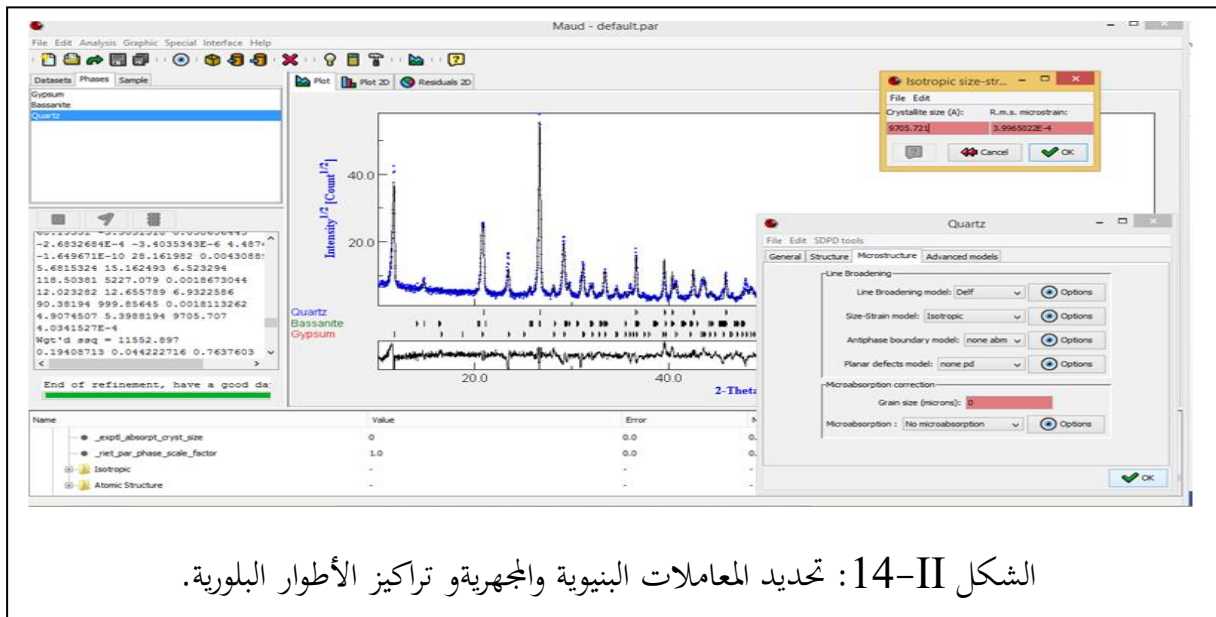 Maud - default.par
File Edit Analysis Graphic Special Interface Help
Datasets Phases Sample
Gypsum
Bassanite
Quartz
Plot Plot 2D Residuals 2D
Isotropic size-str...
File Edit
Crystallite size (A): R.m.s. microstrain:
9705.721 3.9965022E-4
Cancel OK
-2.6832684E-4 -3.4035343E-6
-1.649671E-10 28.161982
5.6815324 15.162493 6.523294
118.50381 5227.079 0.0018673044
12.023282 12.655789 6.9322586
90.38194 999.85645 0.0018113262
4.9074507 5.3988194 9705.707
4.0341527E-4
Wgt'd ssq = 11552.897
0.19408713 0.044222716 0.7637603
End of refinement, have a good da
Intensity^1/2 [Count^1/2]
40.0
20.0
Quartz
Bassanite
Gypsum
20.0 40.0
2-Theta
Quartz
File Edit SDPD tools
General Structure Microstructure Advanced models
Line Broadening
Line Broadening model: Delf Options
Size-Strain model: Isotropic Options
Antiphase boundary model: none abm Options
Planar defects model: none pd Options
Microabsorption correction
Grain size (microns): 0
Microabsorption : No microabsorption Options
OK
Name Value Error
_exptl_absorpt_cryst_size 0 0.0
_riet_par_phase_scale_factor 1.0 0.0
Isotropic - -
Atomic Structure - -
الشكل II-14: تحديد المعاملات البنيوية والمجهريةو تراكيز الأطوار البلورية.